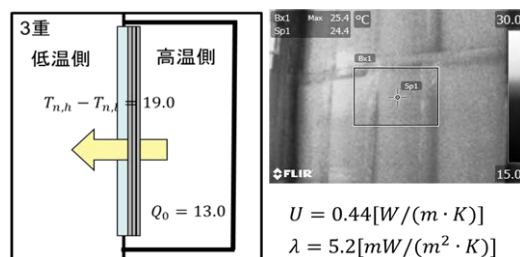 3重
低温側
高温側
T_{n,h} − T_{n,l} = 19.0
Q_0 = 13.0
Bx1 Max 25.4 °C
Sp1 24.4
30.0
Bx1
Sp1
FLIR
15.0
U = 0.44[W/(m · K)]
λ = 5.2[mW/(m^2 · K)]